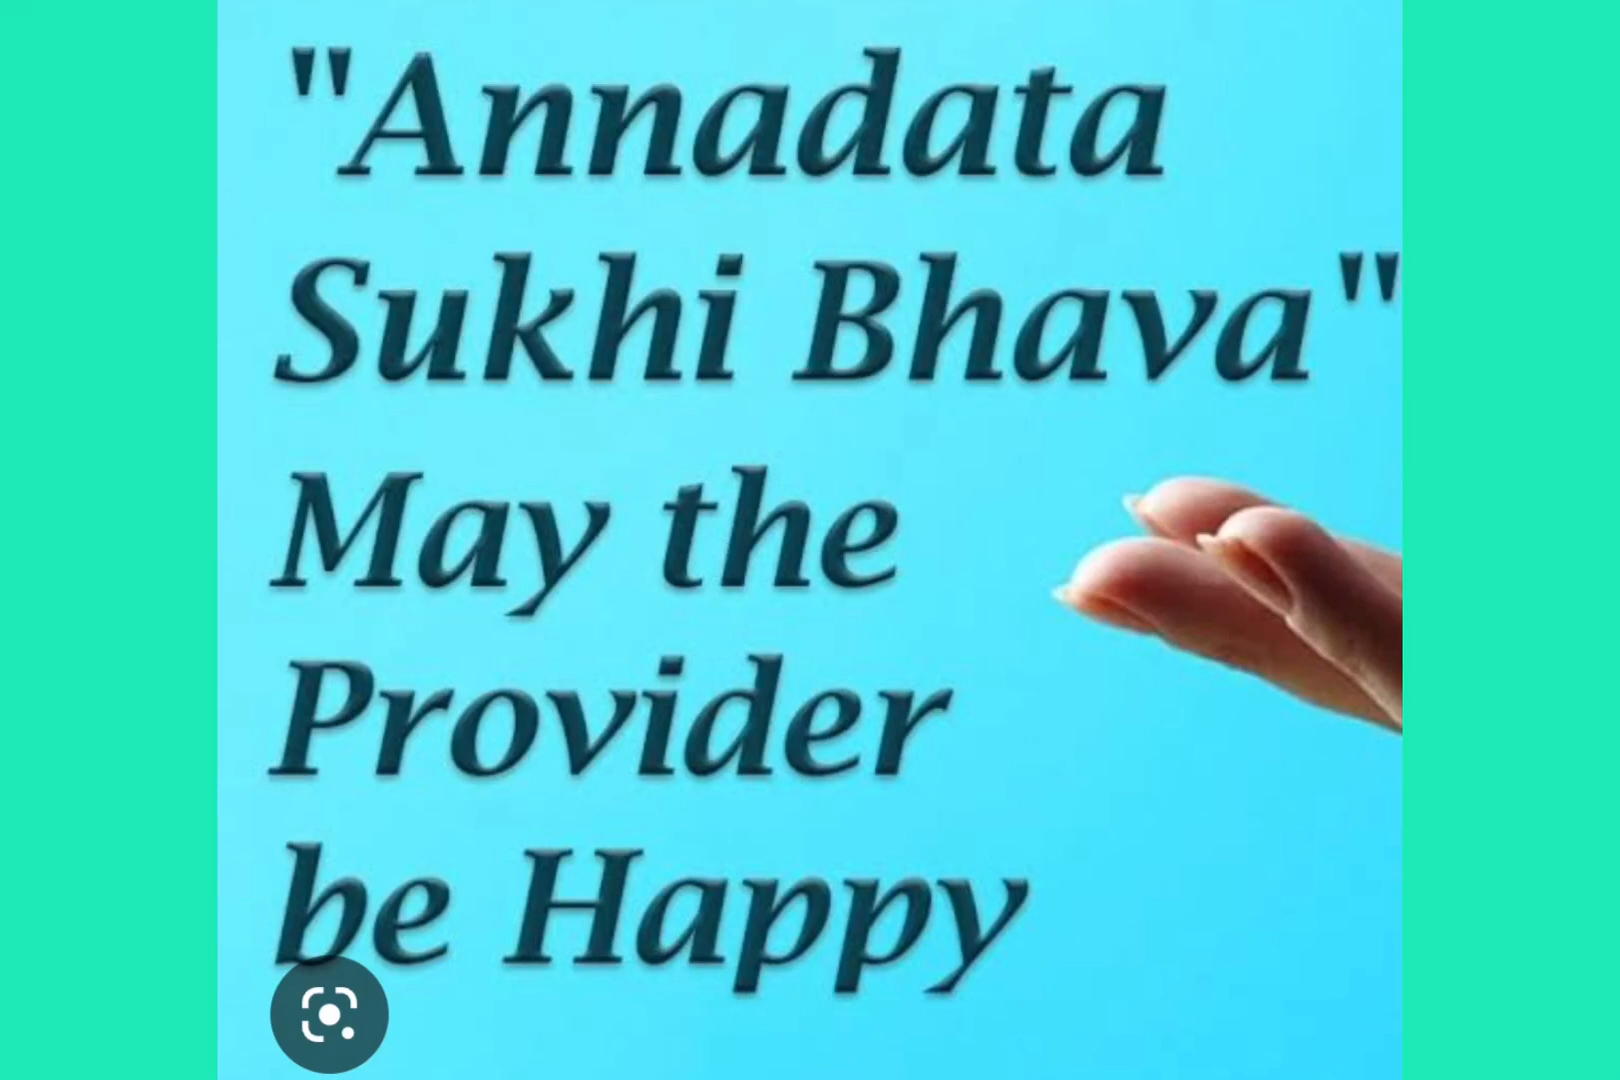 "Annadata
Sukhi Bhava"
May the
Provider
be Happy